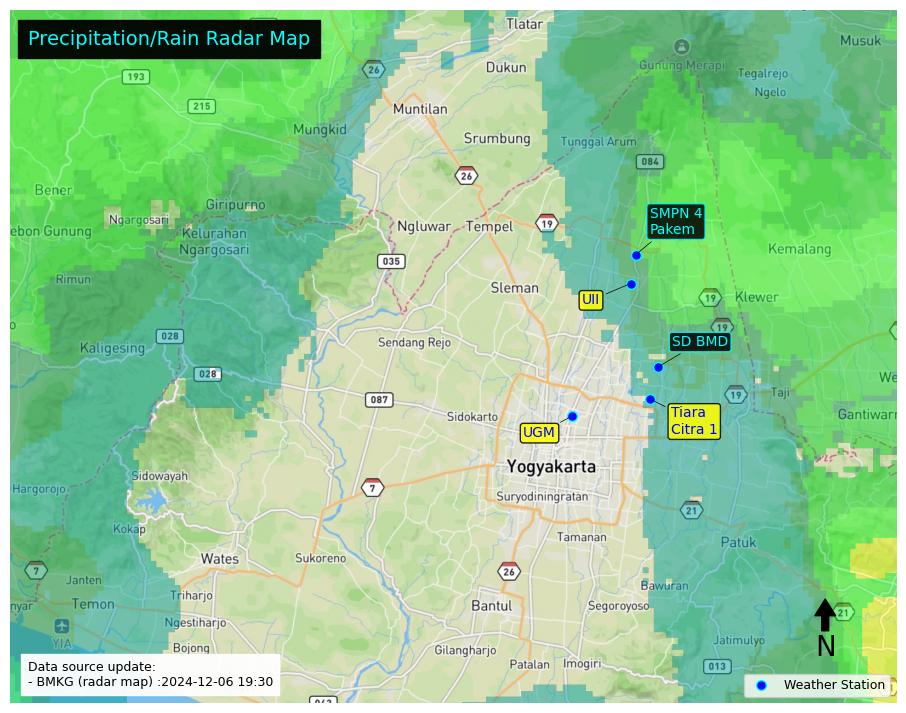 Precipitation/Rain Radar Map
Tlatar
Musuk
26
Dukun
Gunung Merapi
193
Tegalrejo
Ngelo
215
Muntilan
Mungkid
Srumbung
Tunggal Arum
084
26
Bener
Giripurno
Ngargosari
SMPN 4
Pakem
Ngluwar
Tempel
19
ebon Gunung
Kelurahan
Ngargosari
Kemalang
035
Rimun
Sleman
UII
19
Klewer
19
028
Kaligesing
Sendang Rejo
SD BMD
028
We
087
19
Taji
Sidokarto
Tiara
Citra 1
Gantiwarn
UGM
Yogyakarta
Sidowayah
Hargorojo
7
Suryodiningratan
21
Kokap
Tamanan
Patuk
Wates
Sukoreno
7
26
Janten
Bawuran
nyar
Temon
Triharjo
Bantul
Segoroyoso
21
Ngestiharjo
YIA
Jatimulyo
N
Bojong
Gilangharjo
Patalan
Imogiri
013
Data source update:
- BMKG (radar map) :2024-12-06 19:30
Weather Station